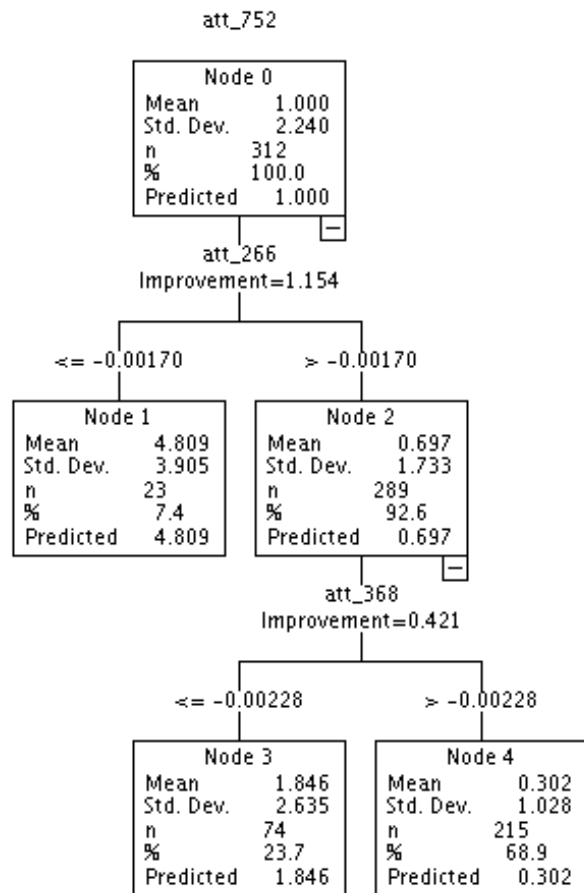 att_752
Node 0
Mean 1.000
Std. Dev. 2.240
n 312
% 100.0
Predicted 1.000
att_266
Improvement=1.154
<= -0.00170
> -0.00170
Node 1
Mean 4.809
Std. Dev. 3.905
n 23
% 7.4
Predicted 4.809
Node 2
Mean 0.697
Std. Dev. 1.733
n 289
% 92.6
Predicted 0.697
att_368
Improvement=0.421
<= -0.00228
> -0.00228
Node 3
Mean 1.846
Std. Dev. 2.635
n 74
% 23.7
Predicted 1.846
Node 4
Mean 0.302
Std. Dev. 1.028
n 215
% 68.9
Predicted 0.302